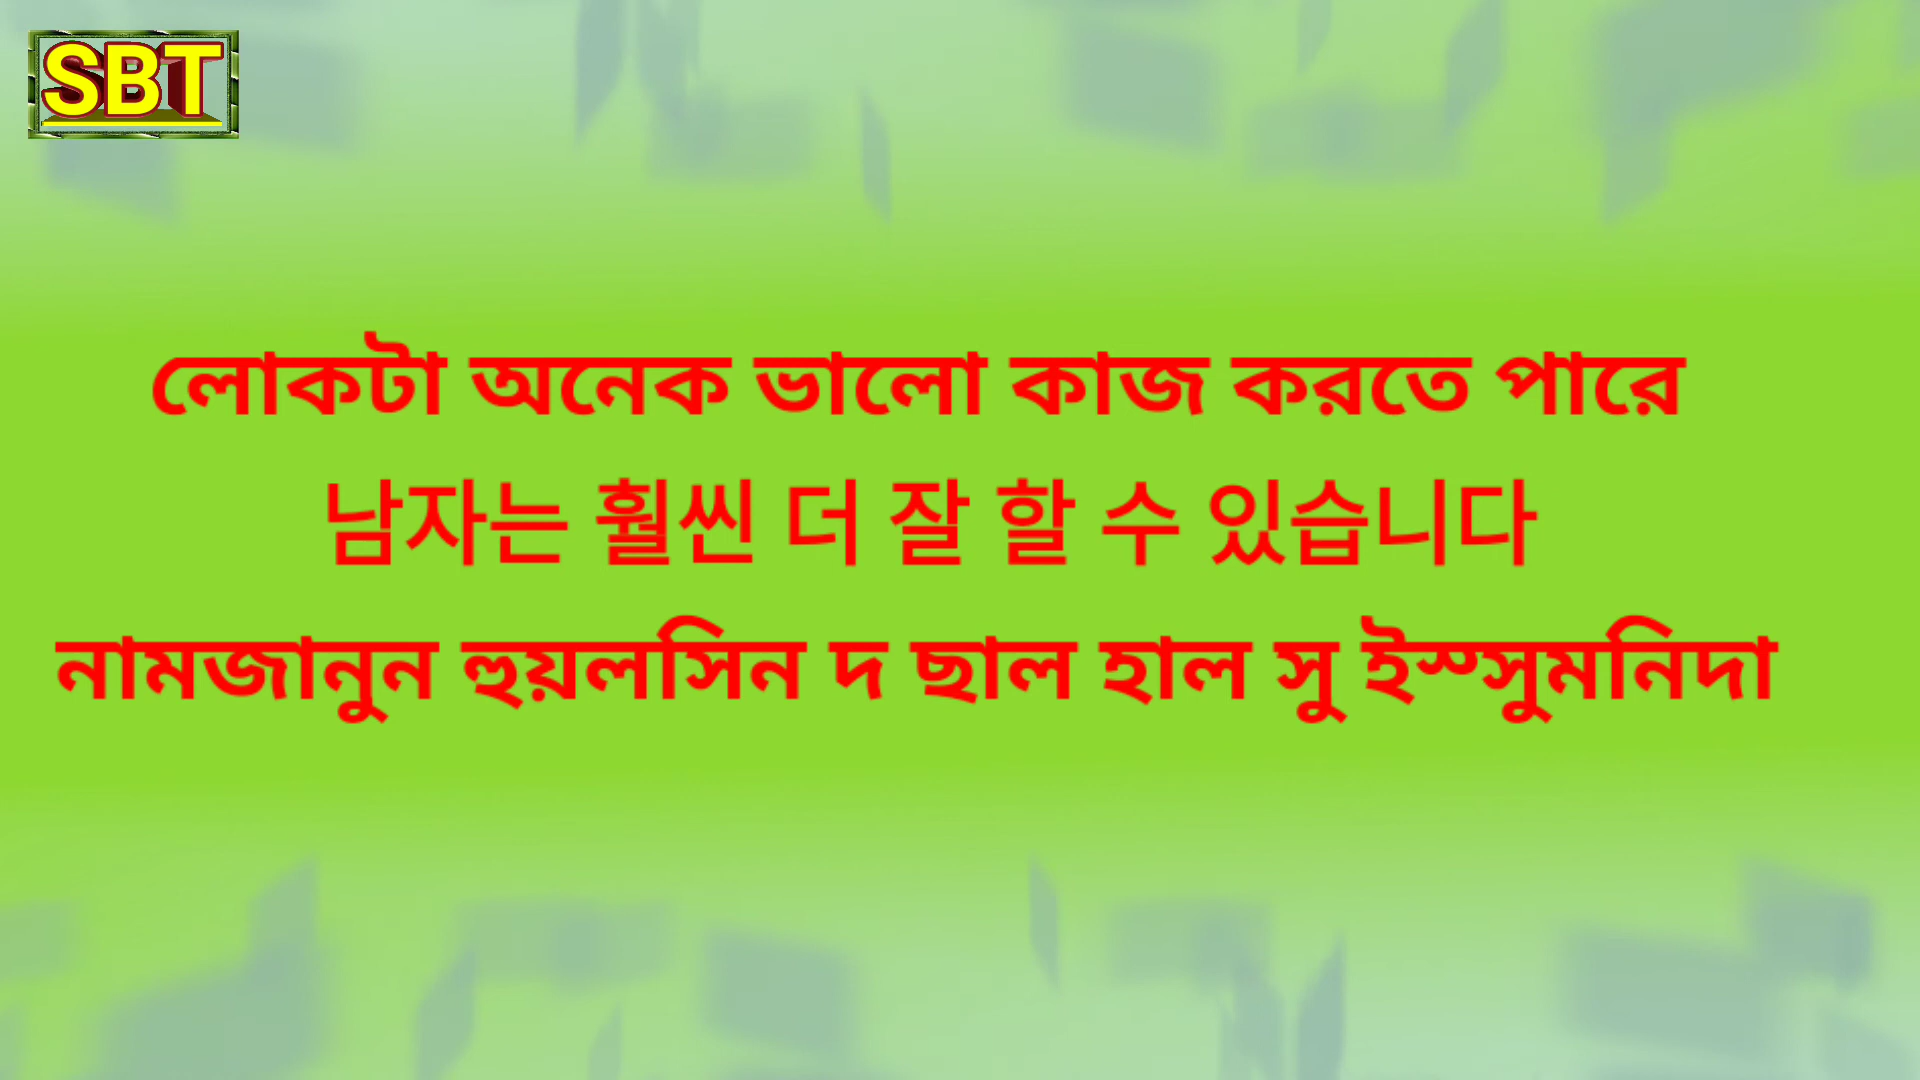 SBT
লোকটা অনেক ভালো কাজ করতে পারে
남자는 훨씬 더 잘 할 수 있습니다
নামজানুন হুয়লসিন দ ছাল হাল সু ইস্সুমনিদা